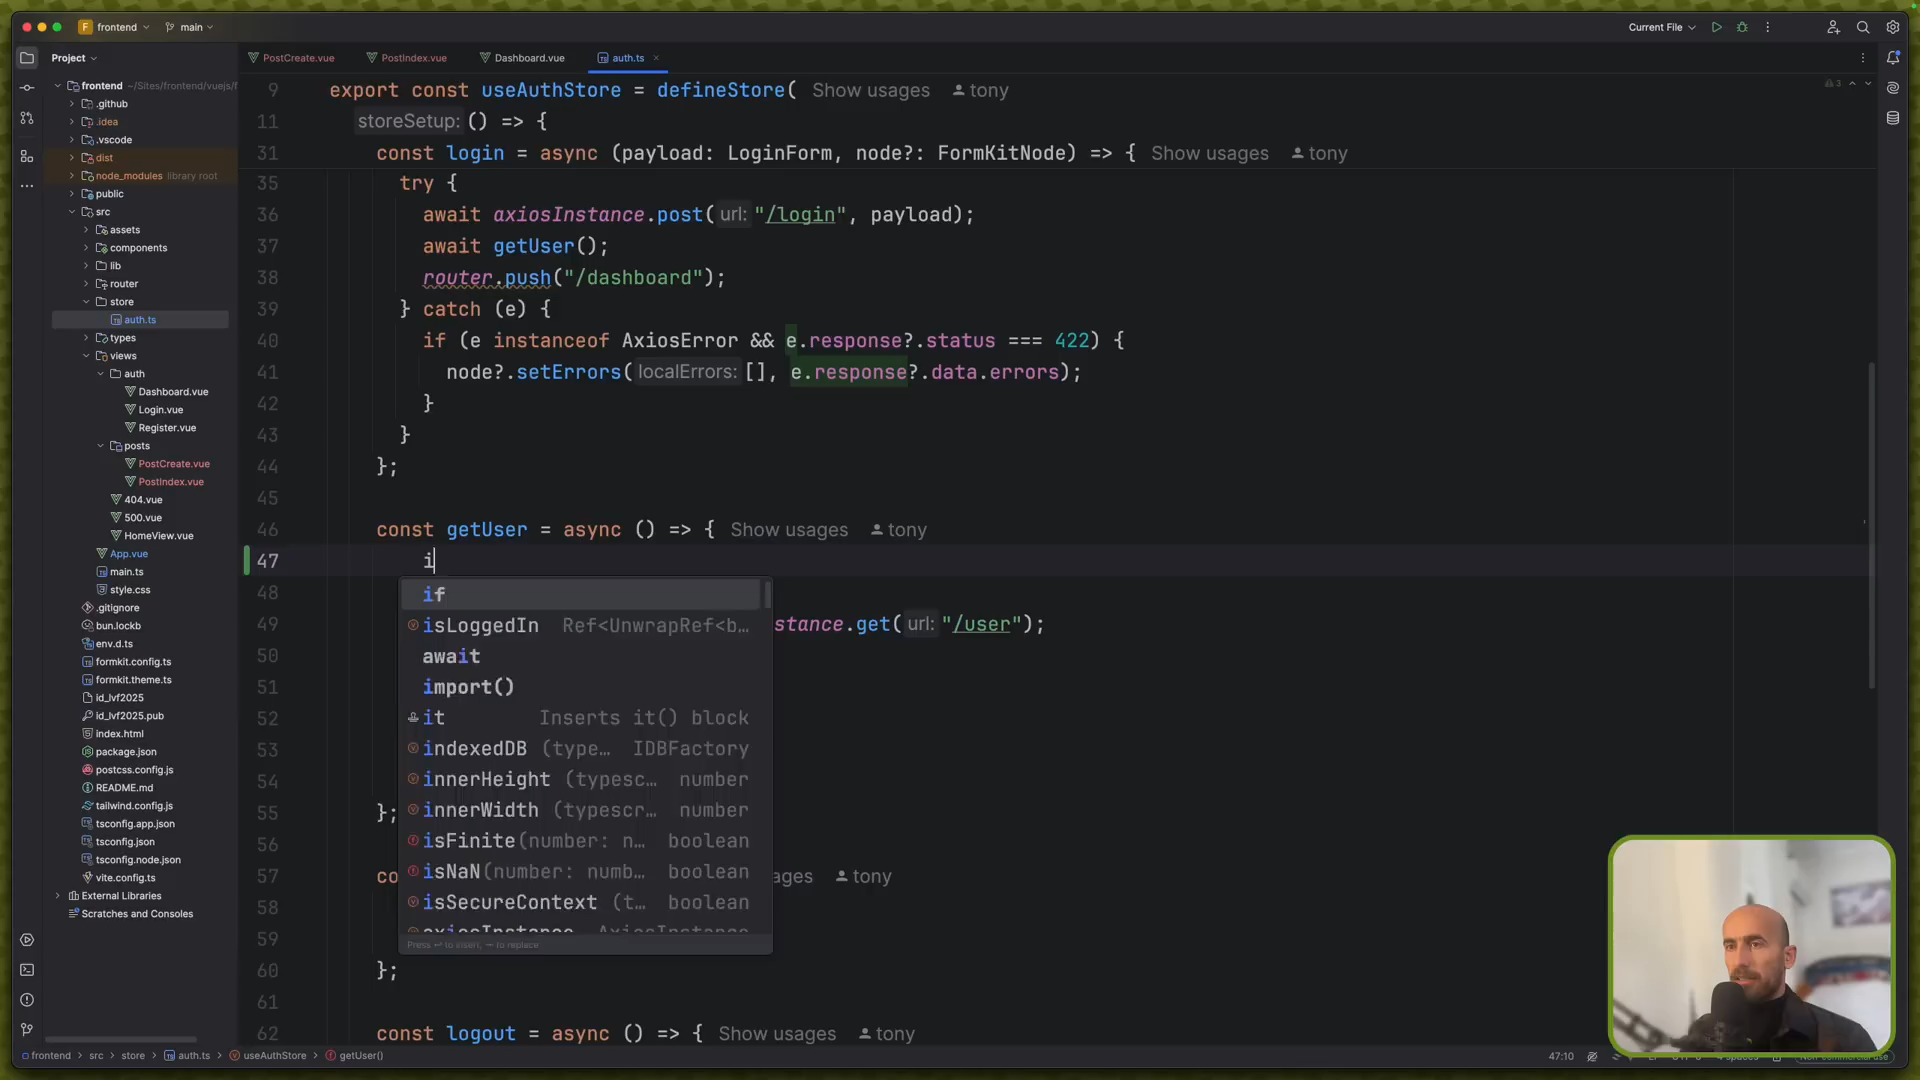 F frontend main
Current File
Project
PostCreate.vue PostIndex.vue Dashboard.vue auth.ts
frontend ~/Sites/frontend/vuejs/f
.github
.idea
.vscode
dist
node_modules library root
public
src
assets
components
lib
router
store
auth.ts
types
views
auth
Dashboard.vue
Login.vue
Register.vue
posts
PostCreate.vue
PostIndex.vue
404.vue
500.vue
HomeView.vue
App.vue
main.ts
style.css
.gitignore
bun.lockb
env.d.ts
formkit.config.ts
formkit.theme.ts
id_lvf2025
id_lvf2025.pub
index.html
package.json
postcss.config.js
README.md
tailwind.config.js
tsconfig.app.json
tsconfig.json
tsconfig.node.json
vite.config.ts
External Libraries
Scratches and Consoles
3
9 export const useAuthStore = defineStore( Show usages tony
11 storeSetup: () => {
31 const login = async (payload: LoginForm, node?: FormKitNode) => { Show usages tony
35 try {
36 await axiosInstance.post( url: "/login", payload);
37 await getUser();
38 router.push("/dashboard");
39 } catch (e) {
40 if (e instanceof AxiosError && e.response?.status === 422) {
41 node?.setErrors( localErrors: [], e.response?.data.errors);
42 }
43 }
44 };
45
46 const getUser = async () => { Show usages tony
47 i
48
49 stance.get( url: "/user");
50
51
52
53
54
55 };
56
57 co ages tony
58
59
60 };
61
62 const logout = async () => { Show usages tony
if
isLoggedIn Ref<UnwrapRef<b…
await
import()
it Inserts it() block
indexedDB (type… IDBFactory
innerHeight (typesc… number
innerWidth (typescr… number
isFinite(number: n… boolean
isNaN(number: numb… boolean
isSecureContext (t… boolean
axiosInstance AxiosInstance
Press ↵ to insert, → to replace
frontend src store auth.ts useAuthStore getUser()
47:10 LF 4 spaces Non-commercial use